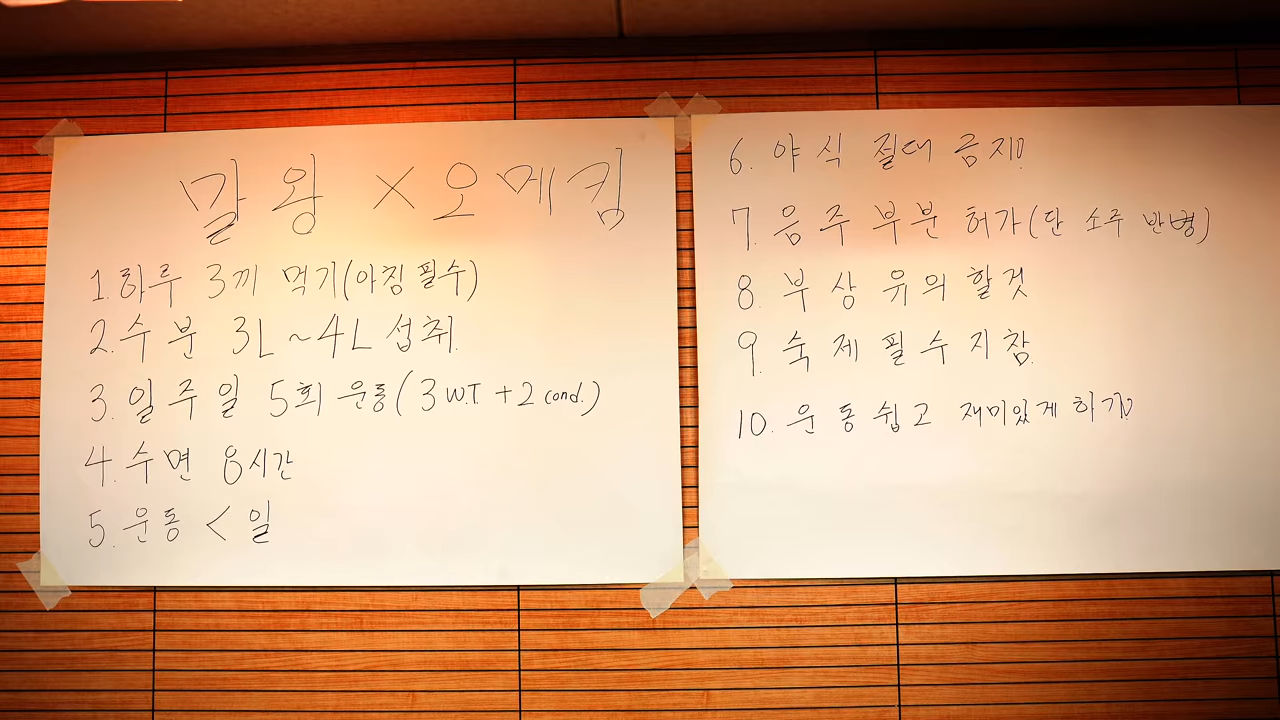 말왕 X 오메킴
1. 하루 3끼 먹기(아침 필수)
2. 수분 3L ~ 4L 섭취.
3. 일주일 5회 운동(3 W.T + 2 cond.)
4. 수면 8시간
5. 운동 < 일
6. 야식 절대 금지!
7. 음주 부분 허가(단 소주 반병)
8. 부상 유의 할것
9. 숙제 필수 지참.
10. 운동 쉽고 재미있게 하기!